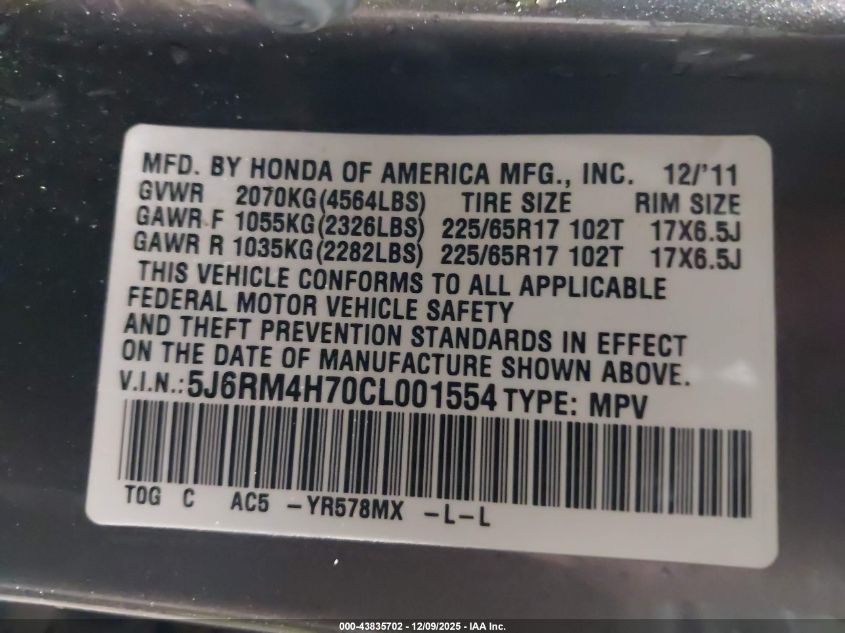 MFD. BY HONDA OF AMERICA MFG., INC. 12/'11
GVWR 2070KG(4564LBS) TIRE SIZE RIM SIZE
GAWR F 1055KG(2326LBS) 225/65R17 102T 17X6.5J
GAWR R 1035KG(2282LBS) 225/65R17 102T 17X6.5J
THIS VEHICLE CONFORMS TO ALL APPLICABLE
FEDERAL MOTOR VEHICLE SAFETY
AND THEFT PREVENTION STANDARDS IN EFFECT
ON THE DATE OF MANUFACTURE SHOWN ABOVE.
V.I.N.:5J6RM4H70CL001554 TYPE: MPV
TOG C AC5 -YR578MX -L-L
000-43835702 - 12/09/2025 - IAA Inc.